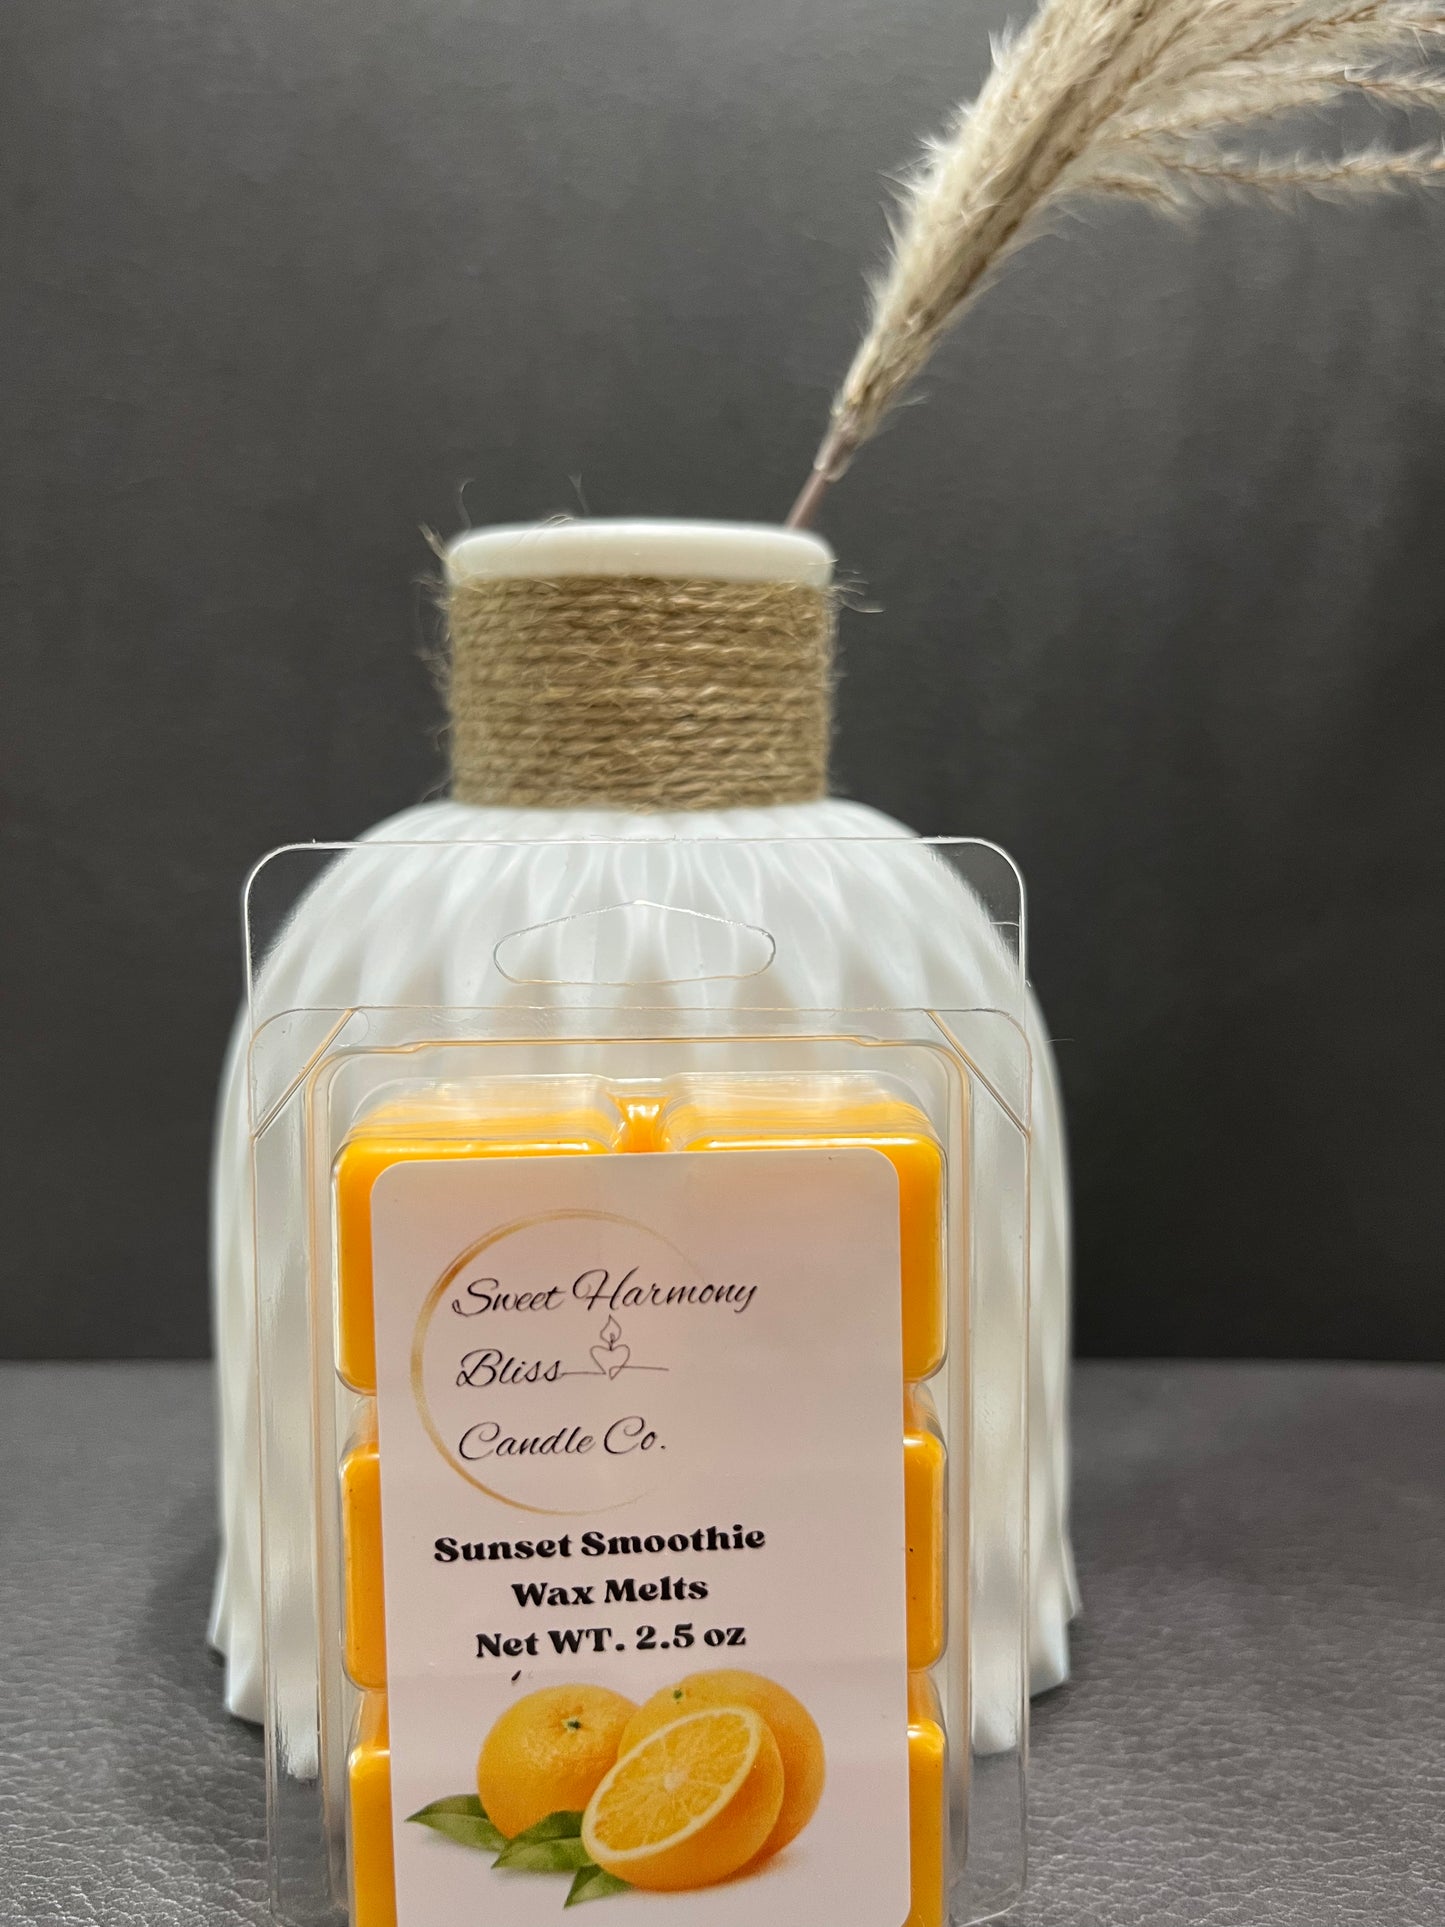 Sweet Harmony
Bliss
Candle Co.
Sunset Smoothie
Wax Melts
Net WT. 2.5 oz